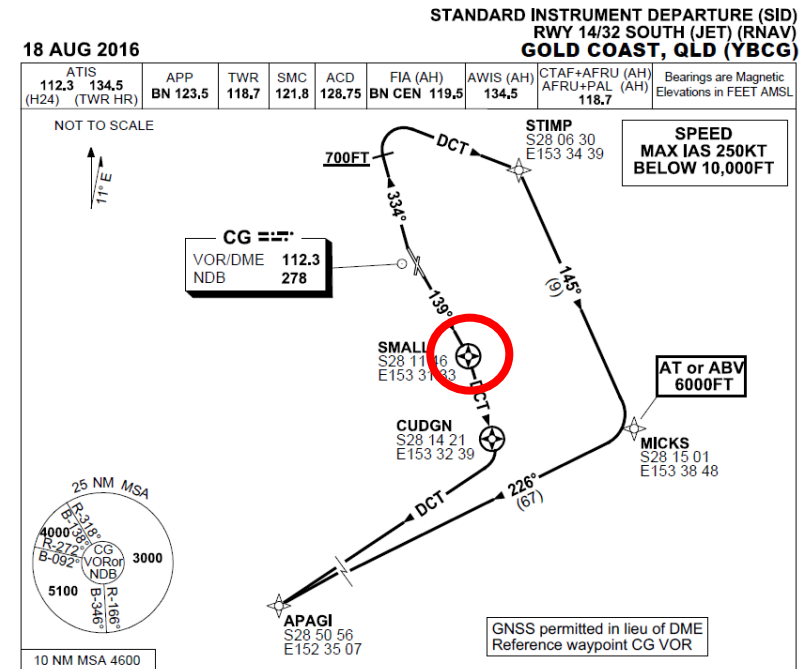 STANDARD INSTRUMENT DEPARTURE (SID)
RWY 14/32 SOUTH (JET) (RNAV)
18 AUG 2016
GOLD COAST, QLD (YBCG)
ATIS
112.3 134.5
(H24) (TWR HR)
APP
BN 123.5
TWR
118.7
SMC
121.8
ACD
128.75
FIA (AH)
BN CEN 119.5
AWIS (AH)
134.5
CTAF+AFRU (AH)
AFRU+PAL (AH)
118.7
Bearings are Magnetic
Elevations in FEET AMSL
NOT TO SCALE
11° E
SPEED
MAX IAS 250KT
BELOW 10,000FT
STIMP
S28 06 30
E153 34 39
DCT
700FT
334°
CG
VOR/DME 112.3
NDB 278
145°
(9)
139°
SMALL
S28 11 46
E153 31 33
DCT
AT or ABV
6000FT
CUDGN
S28 14 21
E153 32 39
MICKS
S28 15 01
E153 38 48
226°
(67)
DCT
25 NM MSA
R-318°
B-138°
4000
R-272°
B-092°
CG
VORor
NDB
3000
5100
B-346°
R-166°
10 NM MSA 4600
APAGI
S28 50 56
E152 35 07
GNSS permitted in lieu of DME
Reference waypoint CG VOR